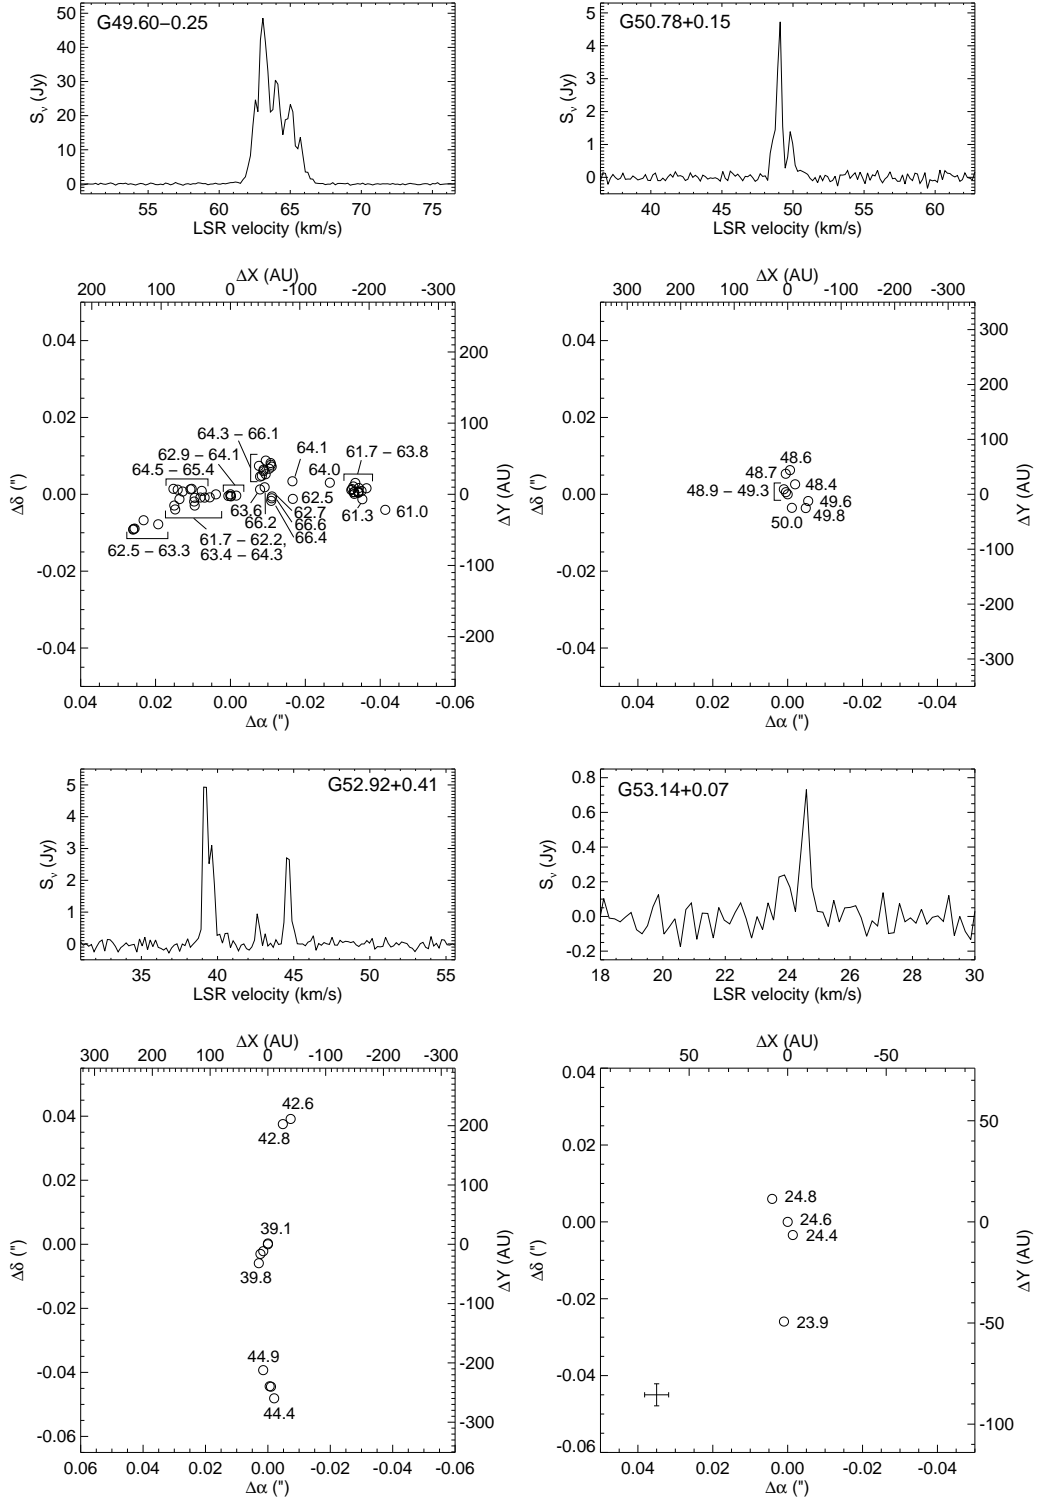 G49.60−0.25
S_ν (Jy)
50
40
30
20
10
0
55 60 65 70 75
LSR velocity (km/s)
G50.78+0.15
S_ν (Jy)
5
4
3
2
1
0
40 45 50 55 60
LSR velocity (km/s)
ΔX (AU)
200 100 0 -100 -200 -300
0.04
0.02
0.00
-0.02
-0.04
Δδ (")
200
100
0
-100
-200
ΔY (AU)
64.3 – 66.1
62.9 – 64.1
64.5 – 65.4
64.1
61.7 – 63.8
64.0
63.6
62.5
62.7
66.2
66.6
66.4
61.3
61.0
61.7 – 62.2,
63.4 – 64.3
62.5 – 63.3
0.04 0.02 0.00 -0.02 -0.04 -0.06
Δα (")
ΔX (AU)
300 200 100 0 -100 -200 -300
0.04
0.02
0.00
-0.02
-0.04
Δδ (")
300
200
100
0
-100
-200
-300
ΔY (AU)
48.6
48.7
48.4
48.9 – 49.3
49.6
49.8
50.0
0.04 0.02 0.00 -0.02 -0.04
Δα (")
G52.92+0.41
S_ν (Jy)
5
4
3
2
1
0
35 40 45 50 55
LSR velocity (km/s)
G53.14+0.07
S_ν (Jy)
0.8
0.6
0.4
0.2
0.0
-0.2
18 20 22 24 26 28 30
LSR velocity (km/s)
ΔX (AU)
300 200 100 0 -100 -200 -300
0.04
0.02
0.00
-0.02
-0.04
-0.06
Δδ (")
200
100
0
-100
-200
-300
ΔY (AU)
42.6
42.8
39.1
39.8
44.9
44.4
0.06 0.04 0.02 0.00 -0.02 -0.04 -0.06
Δα (")
ΔX (AU)
50 0 -50
0.04
0.02
0.00
-0.02
-0.04
-0.06
Δδ (")
50
0
-50
-100
ΔY (AU)
24.8
24.6
24.4
23.9
0.04 0.02 0.00 -0.02 -0.04
Δα (")